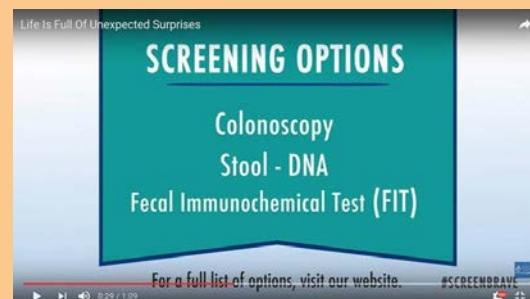 Life Is Full Of Unexpected Surprises
SCREENING OPTIONS
Colonoscopy
Stool - DNA
Fecal Immunochemical Test (FIT)
For a full list of options, visit our website.
#SCREENBRAVE
0:29 / 1:09